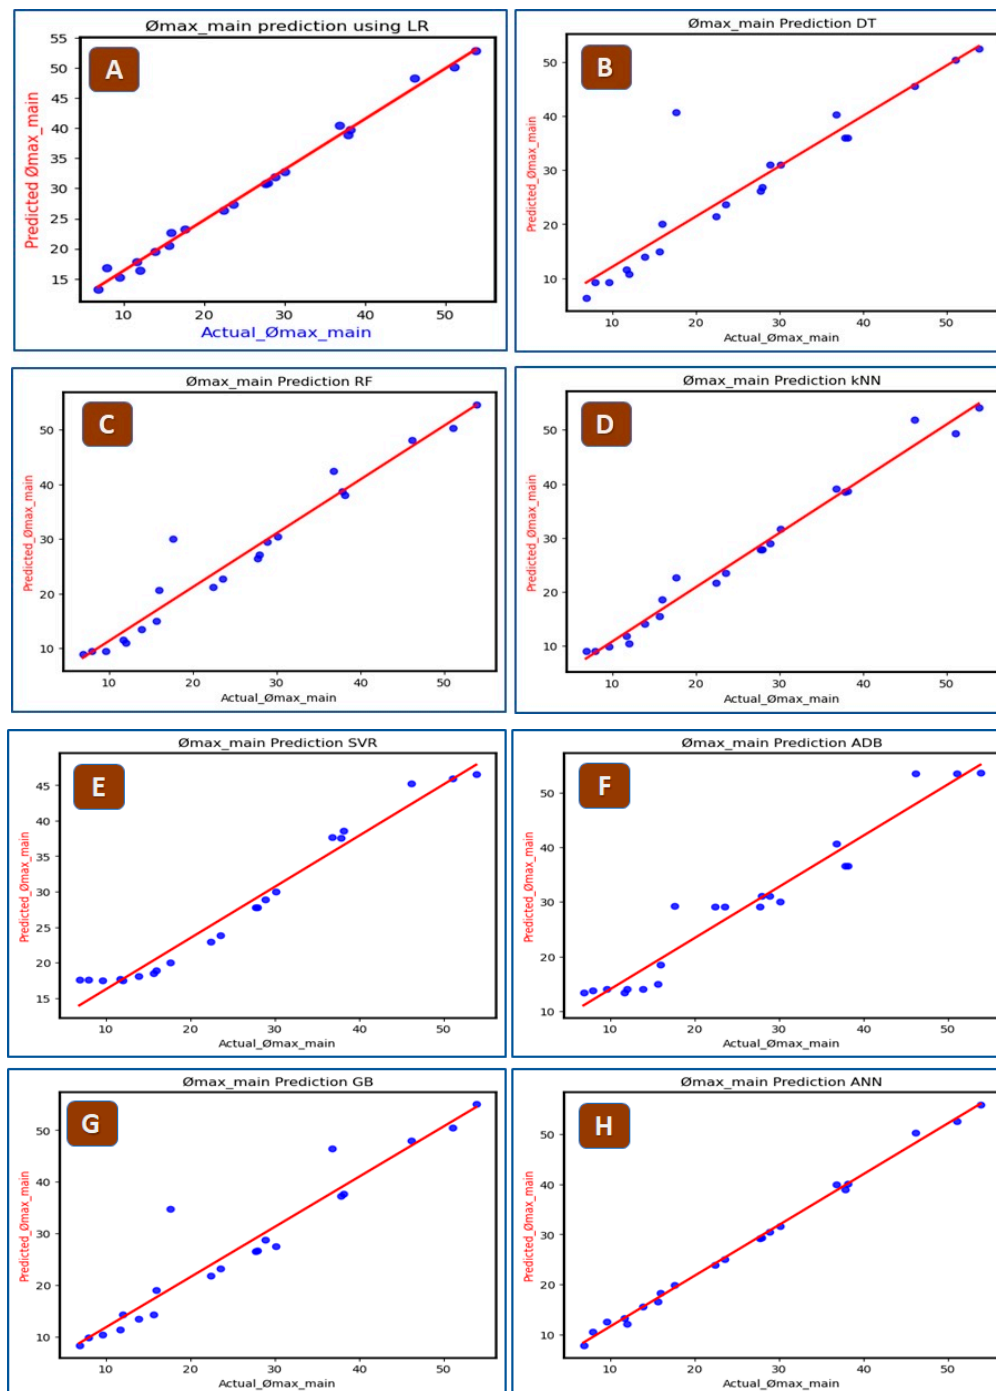 Ømax_main prediction using LR
A
Predicted Ømax_main
55
50
45
40
35
30
25
20
15
10 20 30 40 50
Actual_Ømax_main
Ømax_main Prediction DT
B
Predicted_Ømax_main
50
40
30
20
10
10 20 30 40 50
Actual_Ømax_main
Ømax_main Prediction RF
C
Predicted_Ømax_main
50
40
30
20
10
10 20 30 40 50
Actual_Ømax_main
Ømax_main Prediction kNN
D
Predicted_Ømax_main
50
40
30
20
10
10 20 30 40 50
Actual_Ømax_main
Ømax_main Prediction SVR
E
Predicted_Ømax_main
45
40
35
30
25
20
15
10 20 30 40 50
Actual_Ømax_main
Ømax_main Prediction ADB
F
Predicted_Ømax_main
50
40
30
20
10
10 20 30 40 50
Actual_Ømax_main
Ømax_main Prediction GB
G
Predicted_Ømax_main
50
40
30
20
10
10 20 30 40 50
Actual_Ømax_main
Ømax_main Prediction ANN
H
Predicted_Ømax_main
50
40
30
20
10
10 20 30 40 50
Actual_Ømax_main